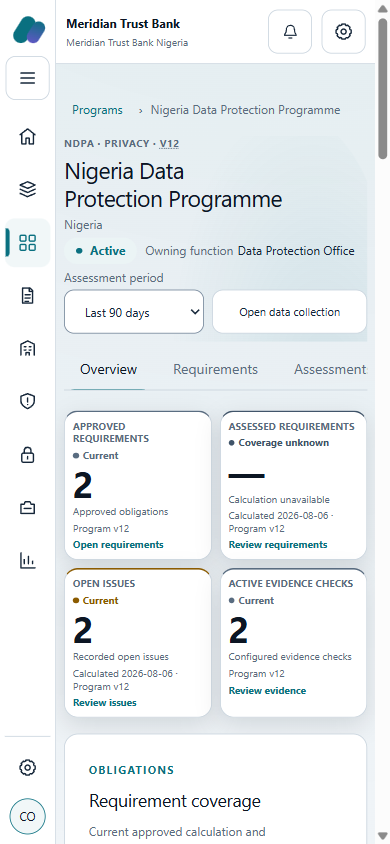 Meridian Trust Bank
Meridian Trust Bank Nigeria
Programs › Nigeria Data Protection Programme
NDPA · PRIVACY · V12
Nigeria Data
Protection Programme
Nigeria
Active Owning function Data Protection Office
Assessment period
Last 90 days
Open data collection
Overview Requirements Assessment
APPROVED
REQUIREMENTS
Current
2
Approved obligations
Program v12
Open requirements
ASSESSED REQUIREMENTS
Coverage unknown
—
Calculation unavailable
Calculated 2026-08-06 ·
Program v12
Review requirements
OPEN ISSUES
Current
2
Recorded open issues
Calculated 2026-08-06 ·
Program v12
Review issues
ACTIVE EVIDENCE CHECKS
Current
2
Configured evidence checks
Program v12
Review evidence
OBLIGATIONS
Requirement coverage
Current approved calculation and
CO